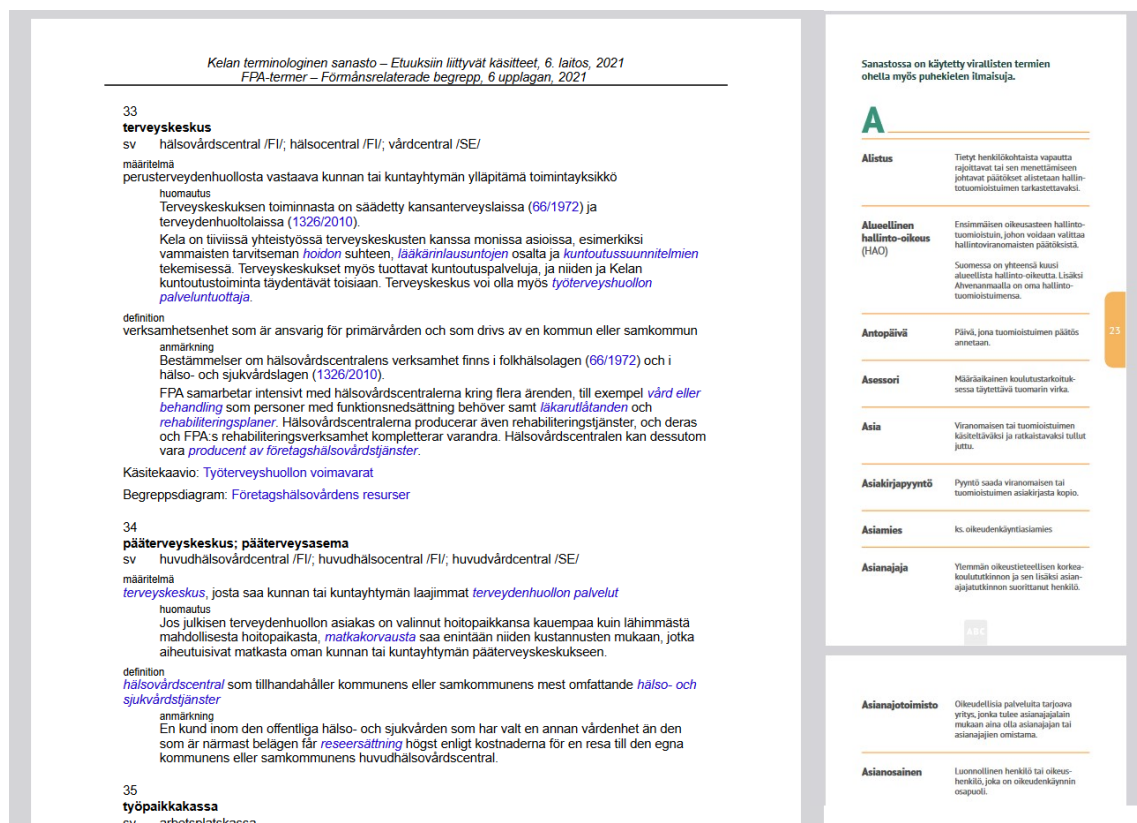 Kelan terminologinen sanasto – Etuuksiin liittyvät käsitteet, 6. laitos, 2021
FPA-termer – Förmånsrelaterade begrepp, 6 upplagan, 2021
33
terveyskeskus
sv hälsovårdscentral /FI/; hälsocentral /FI/; vårdcentral /SE/
määritelmä
perusterveydenhuollosta vastaava kunnan tai kuntayhtymän ylläpitämä toimintayksikkö
huomautus
Terveyskeskuksen toiminnasta on säädetty kansanterveyslaissa (66/1972) ja
terveydenhuoltolaissa (1326/2010).
Kela on tiiviissä yhteistyössä terveyskeskusten kanssa monissa asioissa, esimerkiksi
vammaisten tarvitseman hoidon suhteen, lääkärinlausuntojen osalta ja kuntoutussuunnitelmien
tekemisessä. Terveyskeskukset myös tuottavat kuntoutuspalveluja, ja niiden ja Kelan
kuntoutustoiminta täydentävät toisiaan. Terveyskeskus voi olla myös työterveyshuollon
palveluntuottaja.
definition
verksamhetsenhet som är ansvarig för primärvården och som drivs av en kommun eller samkommun
anmärkning
Bestämmelser om hälsovårdscentralens verksamhet finns i folkhälsolagen (66/1972) och i
hälso- och sjukvårdslagen (1326/2010).
FPA samarbetar intensivt med hälsovårdscentralerna kring flera ärenden, till exempel vård eller
behandling som personer med funktionsnedsättning behöver samt läkarutlåtanden och
rehabiliteringsplaner. Hälsovårdscentralerna producerar även rehabiliteringstjänster, och deras
och FPA:s rehabiliteringsverksamhet kompletterar varandra. Hälsovårdscentralen kan dessutom
vara producent av företagshälsovårdstjänster.
Käsitekaavio: Työterveyshuollon voimavarat
Begreppsdiagram: Företagshälsovårdens resurser
34
pääterveyskeskus; pääterveysasema
sv huvudhälsovårdcentral /FI/; huvudhälsocentral /FI/; huvudvårdcentral /SE/
määritelmä
terveyskeskus, josta saa kunnan tai kuntayhtymän laajimmat terveydenhuollon palvelut
huomautus
Jos julkisen terveydenhuollon asiakas on valinnut hoitopaikkansa kauempaa kuin lähimmästä
mahdollisesta hoitopaikasta, matkakorvausta saa enintään niiden kustannusten mukaan, jotka
aiheutuisivat matkasta oman kunnan tai kuntayhtymän pääterveyskeskukseen.
definition
hälsovårdscentral som tillhandahåller kommunens eller samkommunens mest omfattande hälso- och
sjukvårdstjänster
anmärkning
En kund inom den offentliga hälso- och sjukvården som har valt en annan vårdenhet än den
som är närmast belägen får reseersättning högst enligt kostnaderna för en resa till den egna
kommunens eller samkommunens huvudhälsovårdscentral.
35
työpaikkakassa
sv arbetsplatskassa
Sanastossa on käytetty virallisten termien
ohella myös puhekielen ilmaisuja.
A
Alistus
Tietyt henkilökohtaista vapautta
rajoittavat tai sen menettämiseen
johtavat päätökset alistetaan hallin-
totuomioistuimen tarkastettavaksi.
Alueellinen
hallinto-oikeus
(HAO)
Ensimmäisen oikeusasteen hallinto-
tuomioistuin, johon voidaan valittaa
hallintoviranomaisten päätöksistä.
Suomessa on yhteensä kuusi
alueellista hallinto-oikeutta. Lisäksi
Ahvenanmaalla on oma hallinto-
tuomioistuimensa.
Antopäivä
Päivä, jona tuomioistuimen päätös
annetaan.
23
Asessori
Määräaikainen koulutustarkoituk-
sessa täytettävä tuomarin virka.
Asia
Viranomaisen tai tuomioistuimen
käsiteltäväksi ja ratkaistavaksi tullut
juttu.
Asiakirjapyyntö
Pyyntö saada viranomaisen tai
tuomioistuimen asiakirjasta kopio.
Asiamies
ks. oikeudenkäyntiasiamies
Asianajaja
Ylemmän oikeustieteellisen korkea-
koulututkinnon ja sen lisäksi asian-
ajajatutkinnon suorittanut henkilö.
ABC
Asianajotoimisto
Oikeudellisia palveluita tarjoava
yritys, jonka tulee asianajajalain
mukaan aina olla asianajajan tai
asianajajien omistama.
Asianosainen
Luonnollinen henkilö tai oikeus-
henkilö, joka on oikeudenkäynnin
osapuoli.